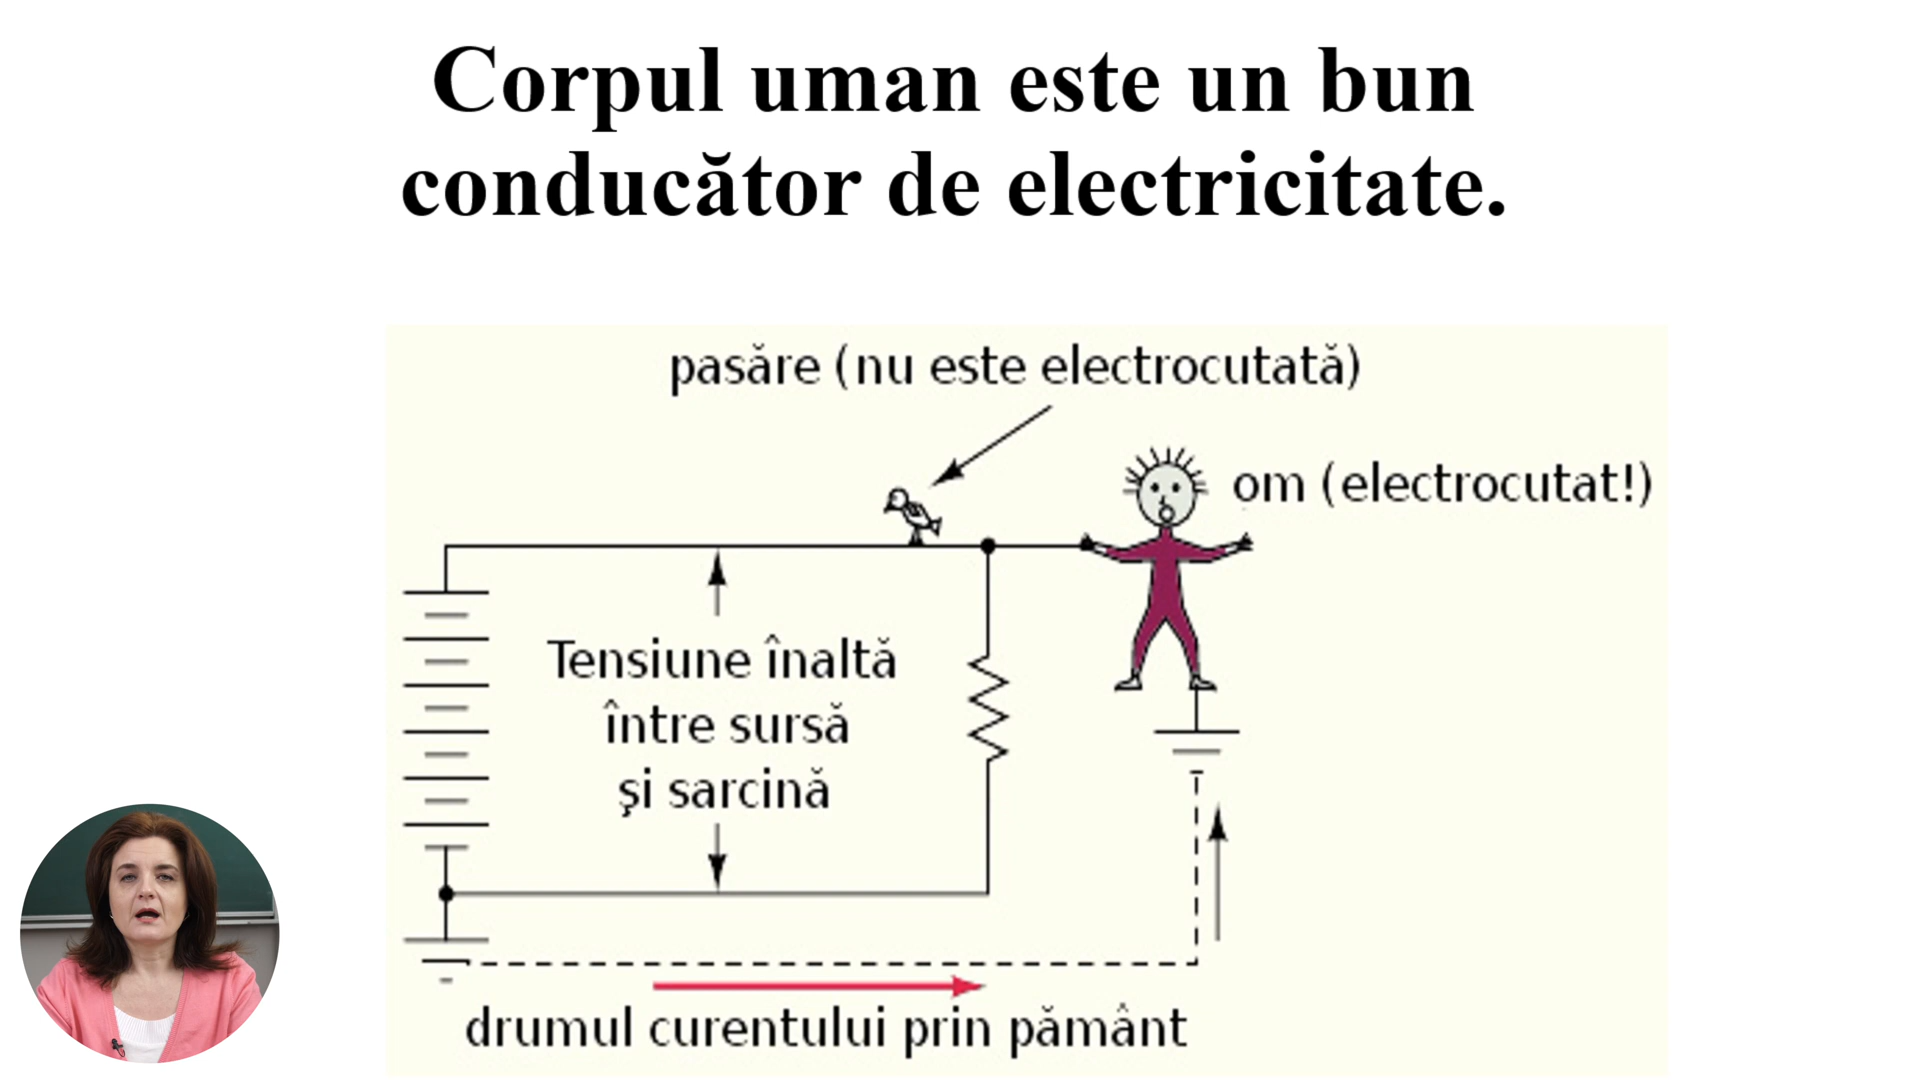 Corpul uman este un bun
conducător de electricitate.
pasăre (nu este electrocutată)
om (electrocutat!)
Tensiune înaltă
între sursă
şi sarcină
drumul curentului prin pământ